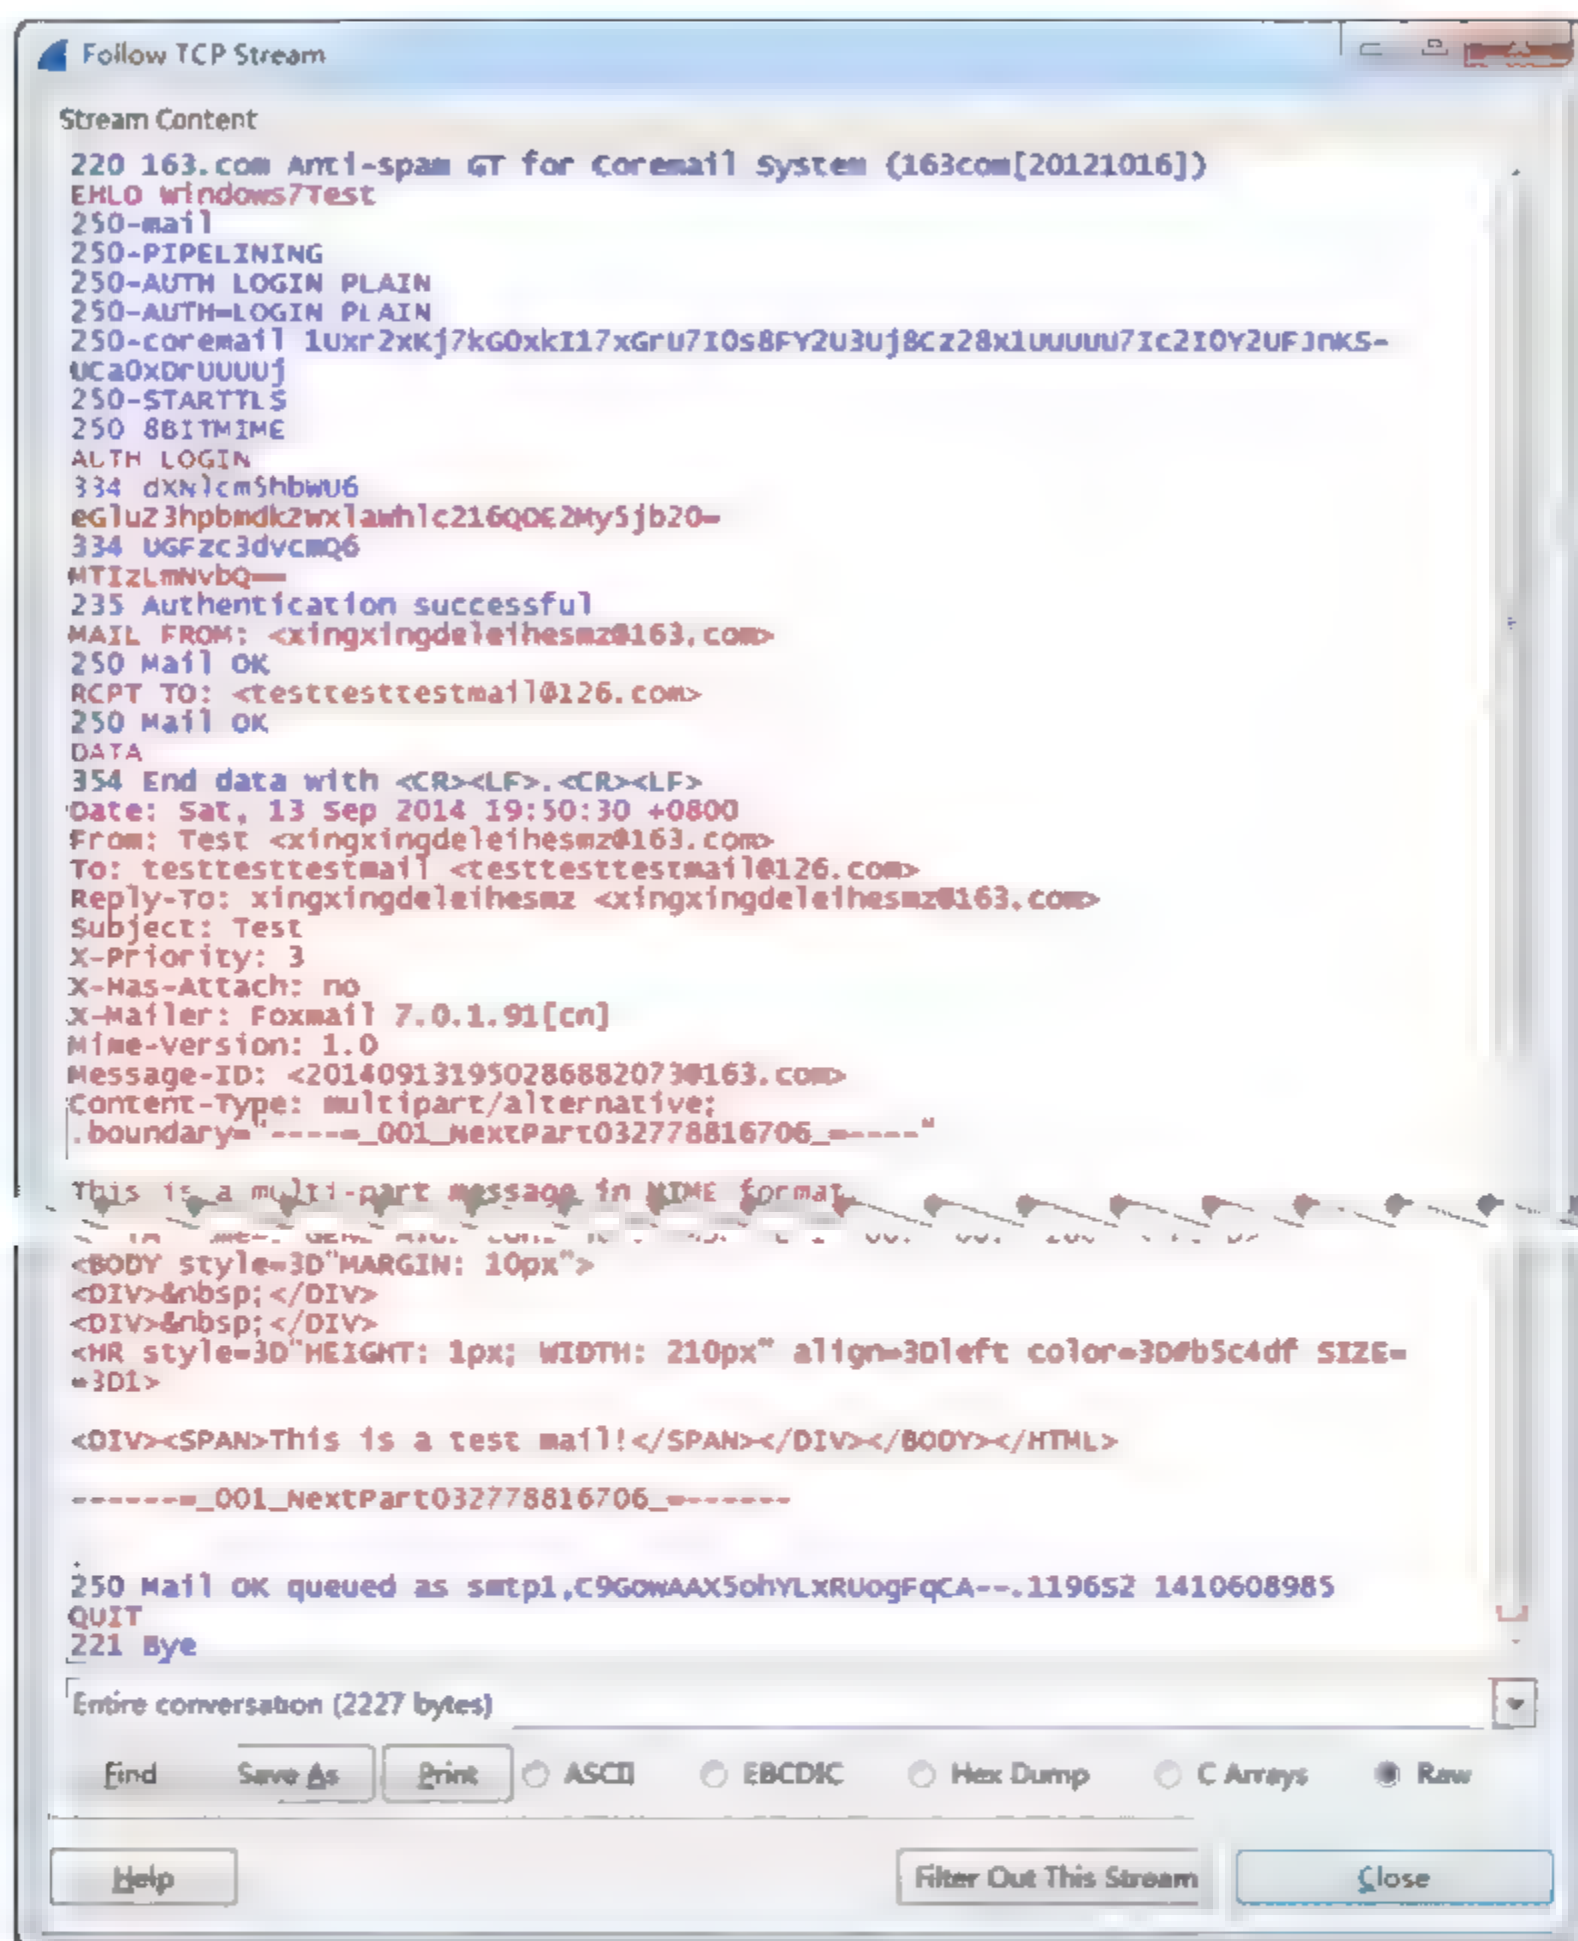 Follow TCP Stream
Stream Content
220 163.com Anti-spam GT for Coremail System (163com[20121016])
EHLO Windows7Test
250-mail
250-PIPELINING
250-AUTH LOGIN PLAIN
250-AUTH=LOGIN PLAIN
250-coremail 1Uxr2xKj7kG0xkI17xGrU7I0s8FY2U3Uj8Cz28x1UUUUU7Ic2I0Y2UFJnKS-
UCa0xDrUUUUj
250-STARTTLS
250 8BITMIME
AUTH LOGIN
334 dXNlcm5hbWU6
eGluZ3hpbmdkZWxlaWhlc216QDE2My5jb20=
334 UGFzc3dvcmQ6
MTIzLmNvbQ==
235 Authentication successful
MAIL FROM: <xingxingdeleihesmz@163.com>
250 Mail OK
RCPT TO: <testtesttestmail@126.com>
250 Mail OK
DATA
354 End data with <CR><LF>.<CR><LF>
Date: Sat, 13 Sep 2014 19:50:30 +0800
From: Test <xingxingdeleihesmz@163.com>
To: testtesttestmail <testtesttestmail@126.com>
Reply-To: xingxingdeleihesmz <xingxingdeleihesmz@163.com>
Subject: Test
X-Priority: 3
X-Has-Attach: no
X-Mailer: Foxmail 7.0.1.91[cn]
Mime-Version: 1.0
Message-ID: <2014091319502868820730@163.com>
Content-Type: multipart/alternative;
.boundary="----=_001_NextPart032778816706_=----"
This is a multi-part message in MIME format.
<BODY style=3D"MARGIN: 10px">
<DIV>&nbsp;</DIV>
<DIV>&nbsp;</DIV>
<HR style=3D"HEIGHT: 1px; WIDTH: 210px" align=3Dleft color=3D#b5c4df SIZE=
=3D1>
<DIV><SPAN>This is a test mail!</SPAN></DIV></BODY></HTML>
------=_001_NextPart032778816706_=------
.
250 Mail OK queued as smtp1,C9GowAAX5ohYLxRUogFqCA--.119652 1410608985
QUIT
221 Bye
Entire conversation (2227 bytes)
Find Save As Print ASCII EBCDIC Hex Dump C Arrays Raw
Help Filter Out This Stream Close